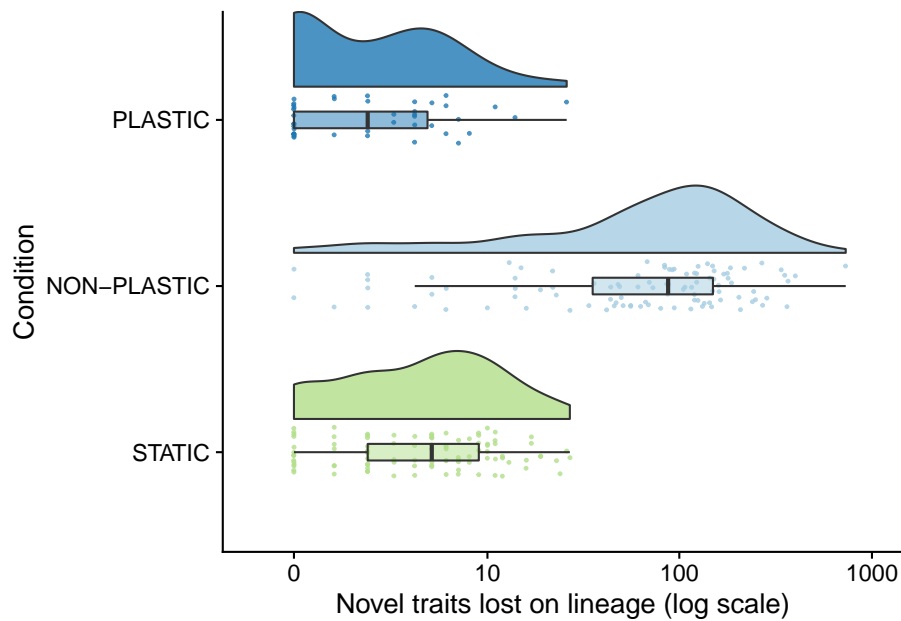 PLASTIC
NON−PLASTIC
STATIC
Condition
0 10 100 1000
Novel traits lost on lineage (log scale)